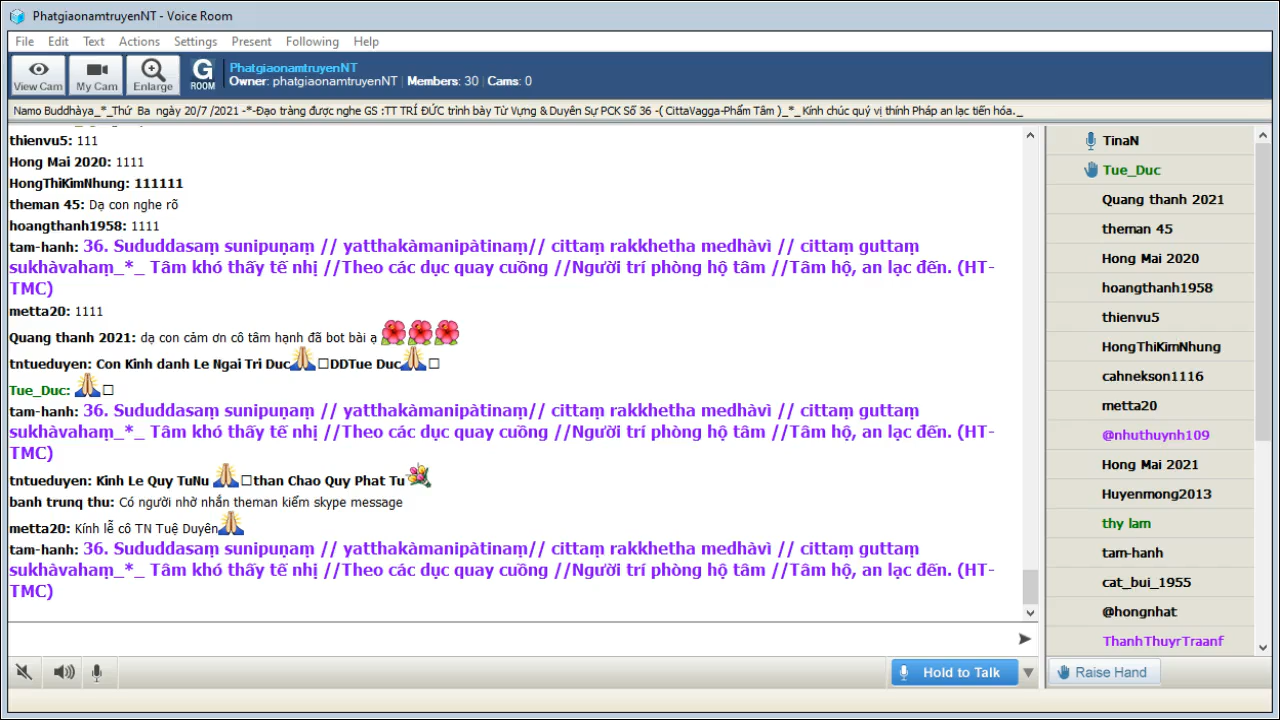 PhatgiaonamtruyenNT - Voice Room
File Edit Text Actions Settings Present Following Help
View Cam My Cam Enlarge G ROOM
PhatgiaonamtruyenNT
Owner: phatgiaonamtruyenNT | Members: 30 | Cams: 0
Namo Buddhàya_*_Thứ Ba ngày 20/7 /2021 -*-Đạo tràng được nghe GS :TT TRÍ ĐỨC trình bày Từ Vựng & Duyên Sự PCK Số 36 -( CittaVagga-Phẩm Tâm )_*_ Kính chúc quý vị thính Pháp an lạc tiến hóa._
thienvu5: 111
Hong Mai 2020: 1111
HongThiKimNhung: 111111
theman 45: Dạ con nghe rõ
hoangthanh1958: 1111
tam-hanh: 36. Sududdasaṃ sunipuṇaṃ // yatthakàmanipàtinaṃ// cittaṃ rakkhetha medhàvì // cittaṃ guttaṃ
sukhàvahaṃ_*_ Tâm khó thấy tế nhị //Theo các dục quay cuồng //Người trí phòng hộ tâm //Tâm hộ, an lạc đến. (HT-
TMC)
metta20: 1111
Quang thanh 2021: dạ con cảm ơn cô tâm hạnh đã bot bài ạ
tntueduyen: Con Kinh danh Le Ngai Tri Duc DDTue Duc
Tue_Duc:
tam-hanh: 36. Sududdasaṃ sunipuṇaṃ // yatthakàmanipàtinaṃ// cittaṃ rakkhetha medhàvì // cittaṃ guttaṃ
sukhàvahaṃ_*_ Tâm khó thấy tế nhị //Theo các dục quay cuồng //Người trí phòng hộ tâm //Tâm hộ, an lạc đến. (HT-
TMC)
tntueduyen: Kinh Le Quy TuNu than Chao Quy Phat Tu
banh trunq thu: Có người nhờ nhắn theman kiểm skype message
metta20: Kính lễ cô TN Tuệ Duyên
tam-hanh: 36. Sududdasaṃ sunipuṇaṃ // yatthakàmanipàtinaṃ// cittaṃ rakkhetha medhàvì // cittaṃ guttaṃ
sukhàvahaṃ_*_ Tâm khó thấy tế nhị //Theo các dục quay cuồng //Người trí phòng hộ tâm //Tâm hộ, an lạc đến. (HT-
TMC)
TinaN
Tue_Duc
Quang thanh 2021
theman 45
Hong Mai 2020
hoangthanh1958
thienvu5
HongThiKimNhung
cahnekson1116
metta20
@nhuthuynh109
Hong Mai 2021
Huyenmong2013
thy lam
tam-hanh
cat_bui_1955
@hongnhat
ThanhThuyrTraanf
Hold to Talk
Raise Hand